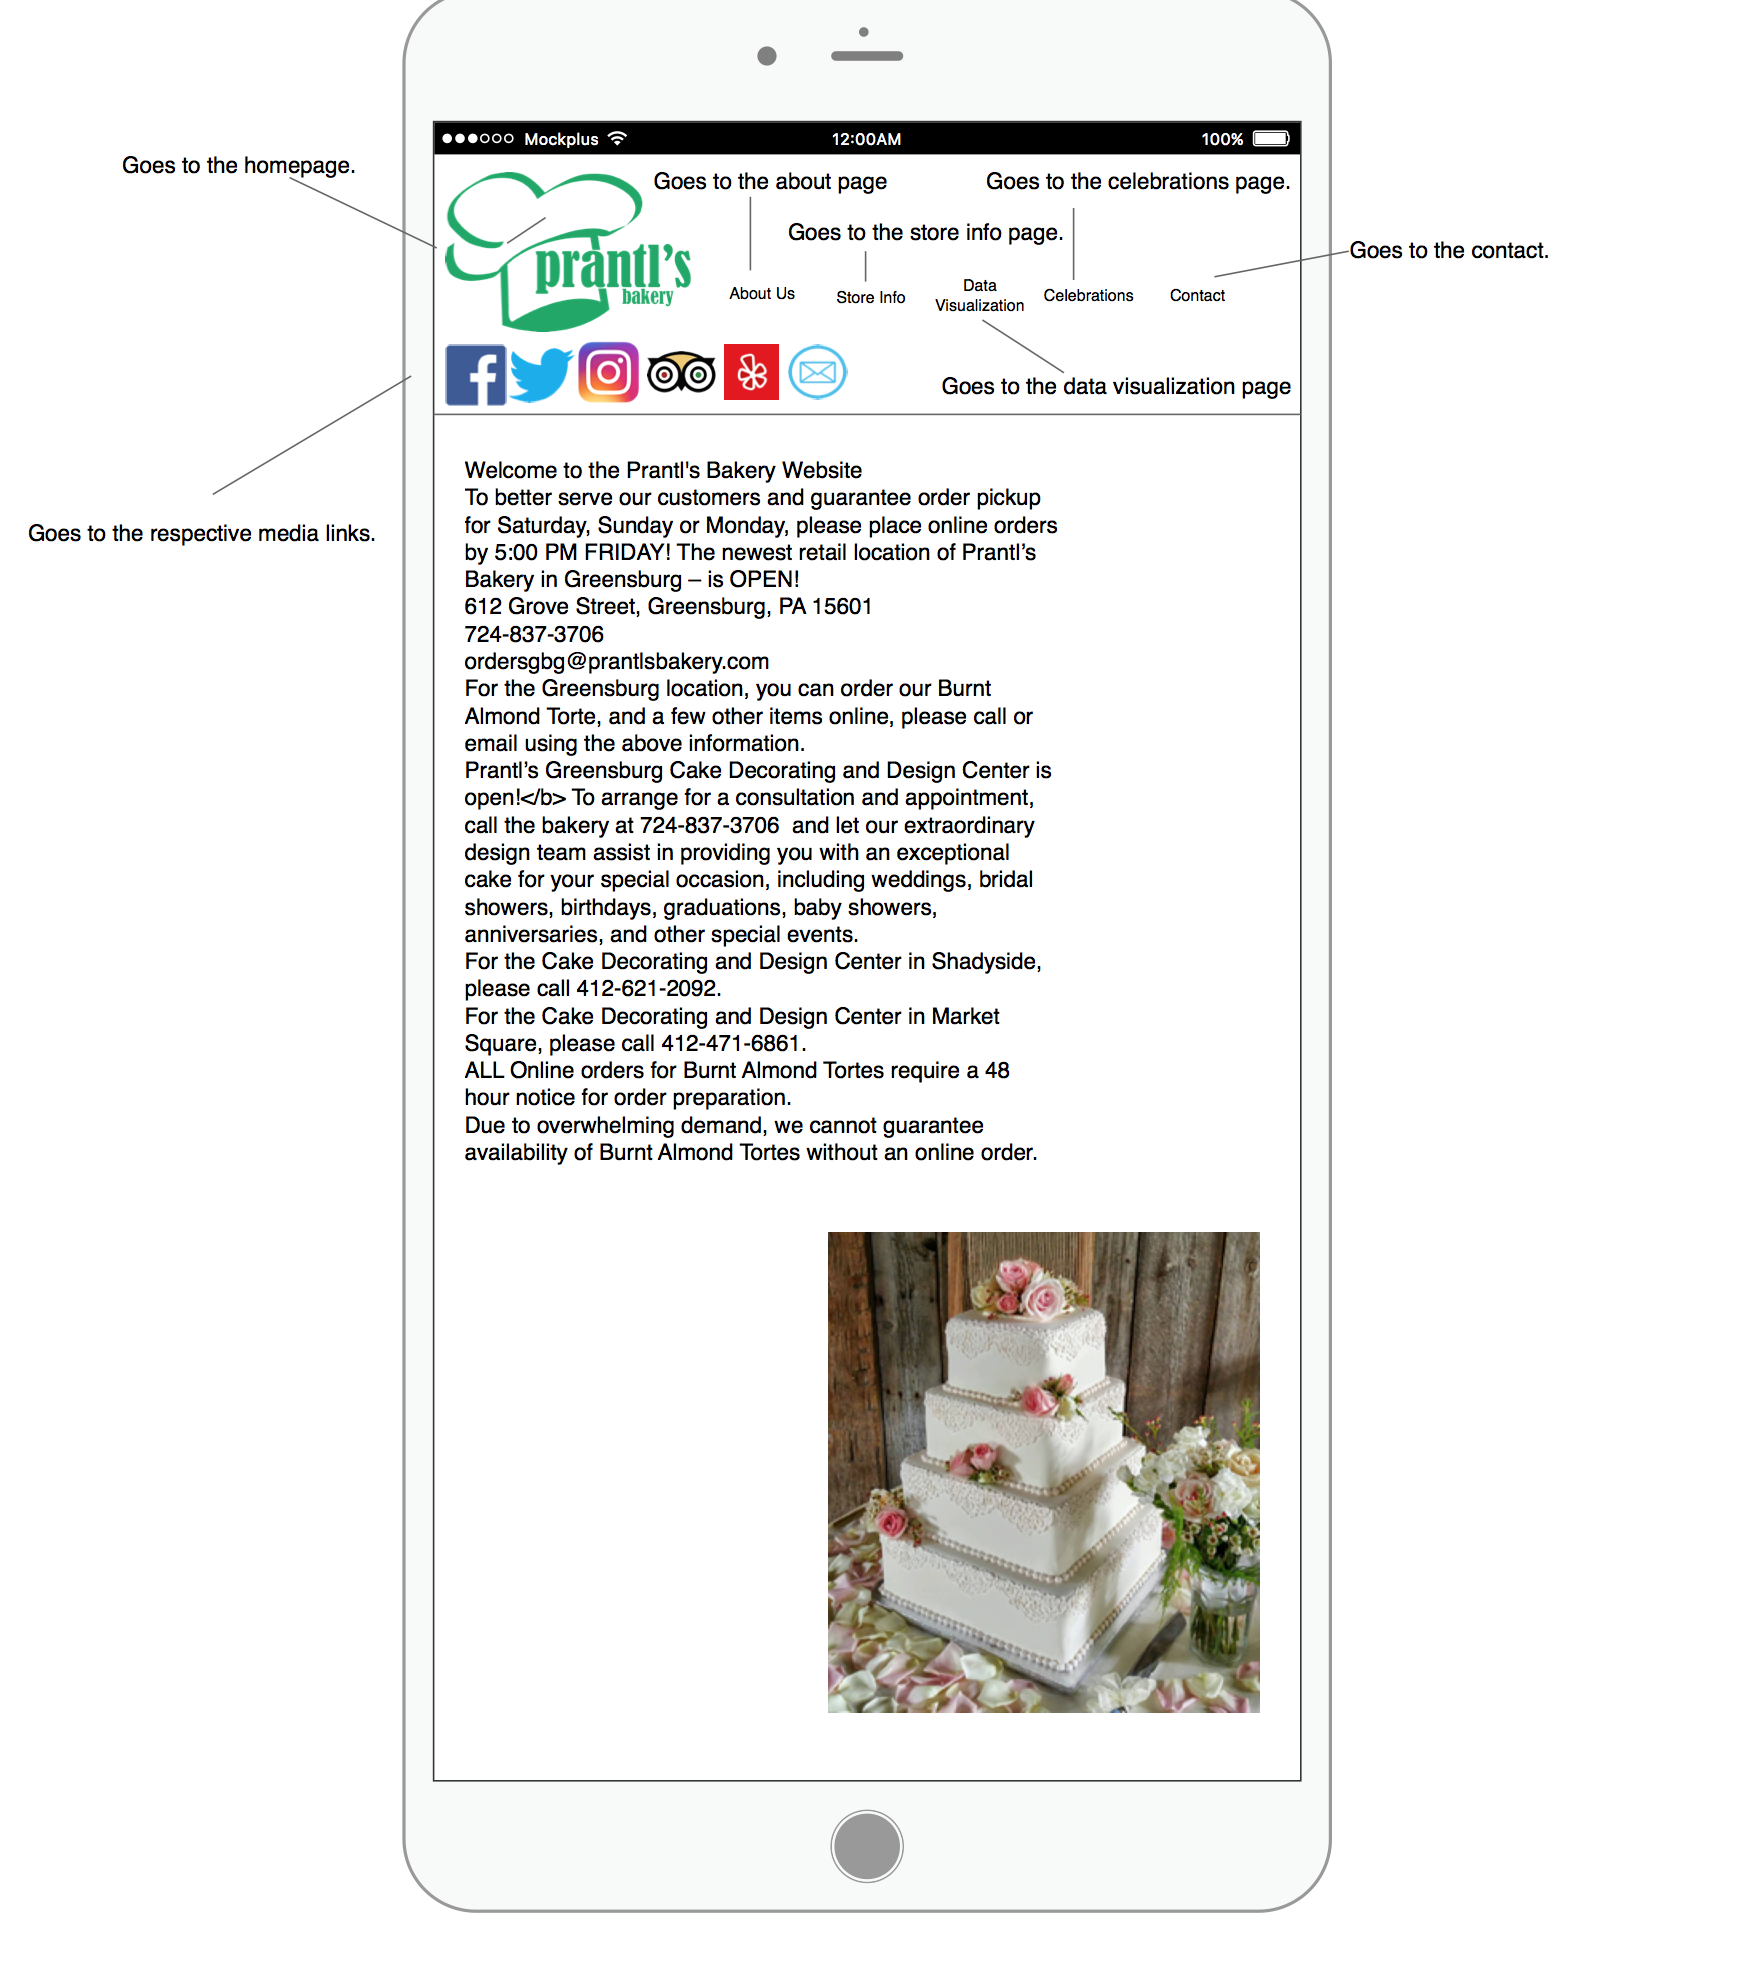 Mockplus
12:00AM
100%
Goes to the homepage.
Goes to the about page
Goes to the celebrations page.
Goes to the store info page.
Goes to the contact.
prantl's
bakery
About Us
Store Info
Data
Visualization
Celebrations
Contact
Goes to the data visualization page
Goes to the respective media links.
Welcome to the Prantl's Bakery Website
To better serve our customers and guarantee order pickup
for Saturday, Sunday or Monday, please place online orders
by 5:00 PM FRIDAY! The newest retail location of Prantl’s
Bakery in Greensburg – is OPEN!
612 Grove Street, Greensburg, PA 15601
724-837-3706
ordersgbg@prantlsbakery.com
For the Greensburg location, you can order our Burnt
Almond Torte, and a few other items online, please call or
email using the above information.
Prantl’s Greensburg Cake Decorating and Design Center is
open!</b> To arrange for a consultation and appointment,
call the bakery at 724-837-3706  and let our extraordinary
design team assist in providing you with an exceptional
cake for your special occasion, including weddings, bridal
showers, birthdays, graduations, baby showers,
anniversaries, and other special events.
For the Cake Decorating and Design Center in Shadyside,
please call 412-621-2092.
For the Cake Decorating and Design Center in Market
Square, please call 412-471-6861.
ALL Online orders for Burnt Almond Tortes require a 48
hour notice for order preparation.
Due to overwhelming demand, we cannot guarantee
availability of Burnt Almond Tortes without an online order.